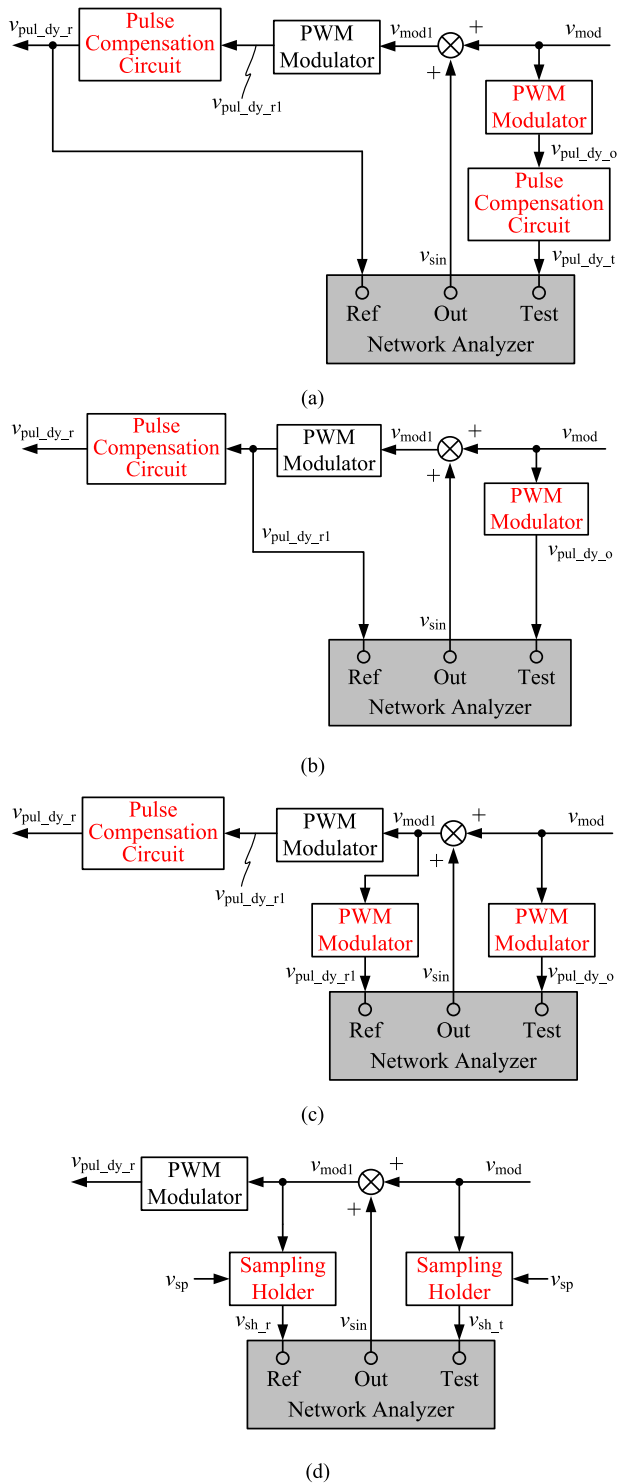 v_pul_dy_r
Pulse
Compensation
Circuit
v_pul_dy_r1
PWM
Modulator
v_mod1
+
+
v_mod
PWM
Modulator
v_pul_dy_o
Pulse
Compensation
Circuit
v_pul_dy_t
v_sin
Ref
Out
Test
Network Analyzer
(a)
v_pul_dy_r
Pulse
Compensation
Circuit
PWM
Modulator
v_mod1
+
+
v_mod
PWM
Modulator
v_pul_dy_r1
v_pul_dy_o
v_sin
Ref
Out
Test
Network Analyzer
(b)
v_pul_dy_r
Pulse
Compensation
Circuit
v_pul_dy_r1
PWM
Modulator
v_mod1
+
+
v_mod
PWM
Modulator
PWM
Modulator
v_pul_dy_r1
v_sin
v_pul_dy_o
Ref
Out
Test
Network Analyzer
(c)
v_pul_dy_r
PWM
Modulator
v_mod1
+
+
v_mod
v_sp
Sampling
Holder
Sampling
Holder
v_sp
v_sh_r
v_sin
v_sh_t
Ref
Out
Test
Network Analyzer
(d)